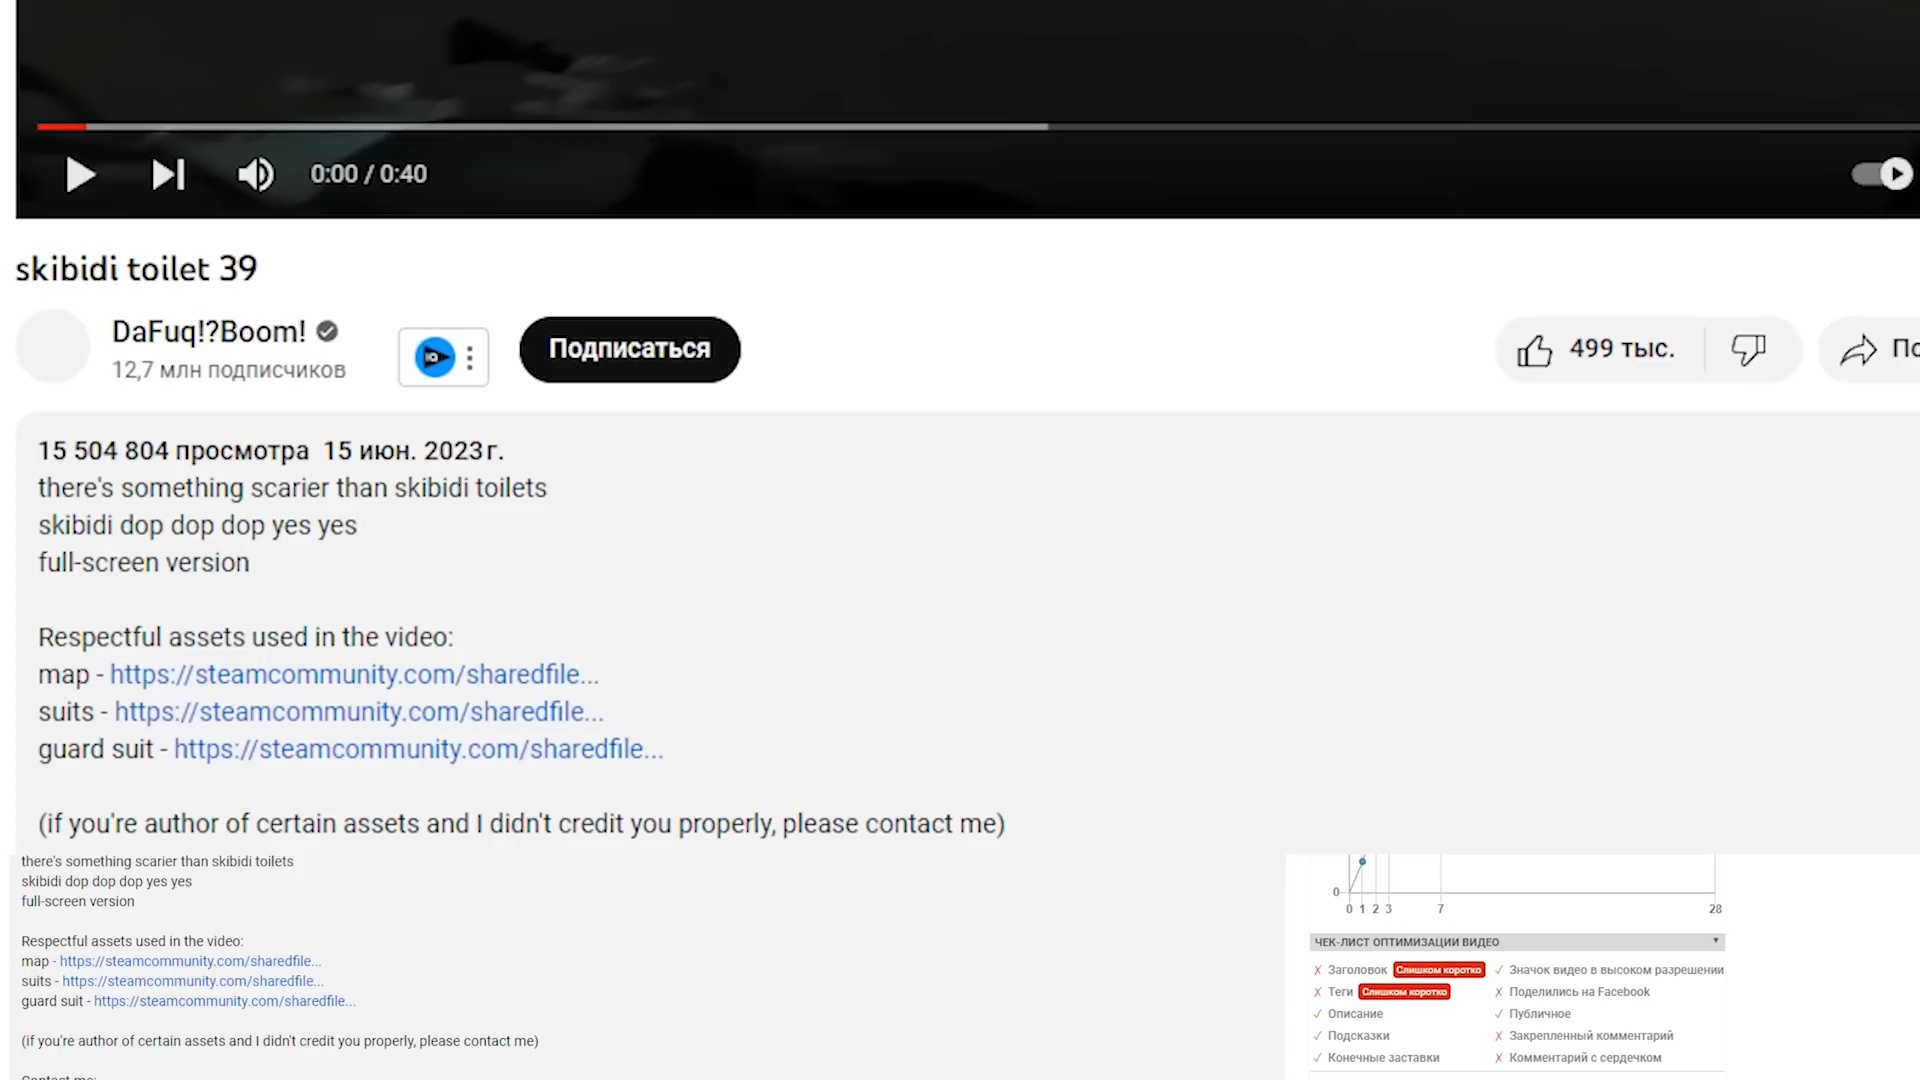 0:00 / 0:40
skibidi toilet 39
DaFuq!?Boom!
12,7 млн подписчиков
Подписаться
499 тыс.
15 504 804 просмотра 15 июн. 2023 г.
there's something scarier than skibidi toilets
skibidi dop dop dop yes yes
full-screen version
Respectful assets used in the video:
map - https://steamcommunity.com/sharedfile...
suits - https://steamcommunity.com/sharedfile...
guard suit - https://steamcommunity.com/sharedfile...
(if you're author of certain assets and I didn't credit you properly, please contact me)
there's something scarier than skibidi toilets
skibidi dop dop dop yes yes
full-screen version
Respectful assets used in the video:
map - https://steamcommunity.com/sharedfile...
suits - https://steamcommunity.com/sharedfile...
guard suit - https://steamcommunity.com/sharedfile...
(if you're author of certain assets and I didn't credit you properly, please contact me)
0
0 1 2 3 7 28
ЧЕК-ЛИСТ ОПТИМИЗАЦИИ ВИДЕО
✗ Заголовок Слишком коротко ✓ Значок видео в высоком разрешении
✗ Теги Слишком коротко ✗ Поделились на Facebook
✓ Описание ✓ Публичное
✓ Подсказки ✗ Закрепленный комментарий
✓ Конечные заставки ✗ Комментарий с сердечком